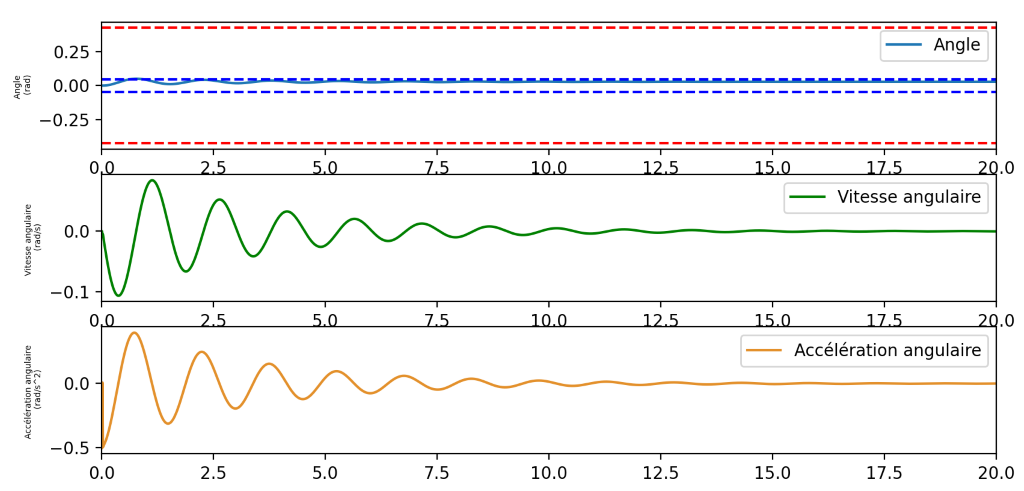 Angle
(rad)
0.25
0.00
−0.25
Angle
0.0 2.5 5.0 7.5 10.0 12.5 15.0 17.5 20.0
Vitesse angulaire
(rad/s)
0.0
−0.1
Vitesse angulaire
0.0 2.5 5.0 7.5 10.0 12.5 15.0 17.5 20.0
Accélération angulaire
(rad/s^2)
0.0
−0.5
Accélération angulaire
0.0 2.5 5.0 7.5 10.0 12.5 15.0 17.5 20.0